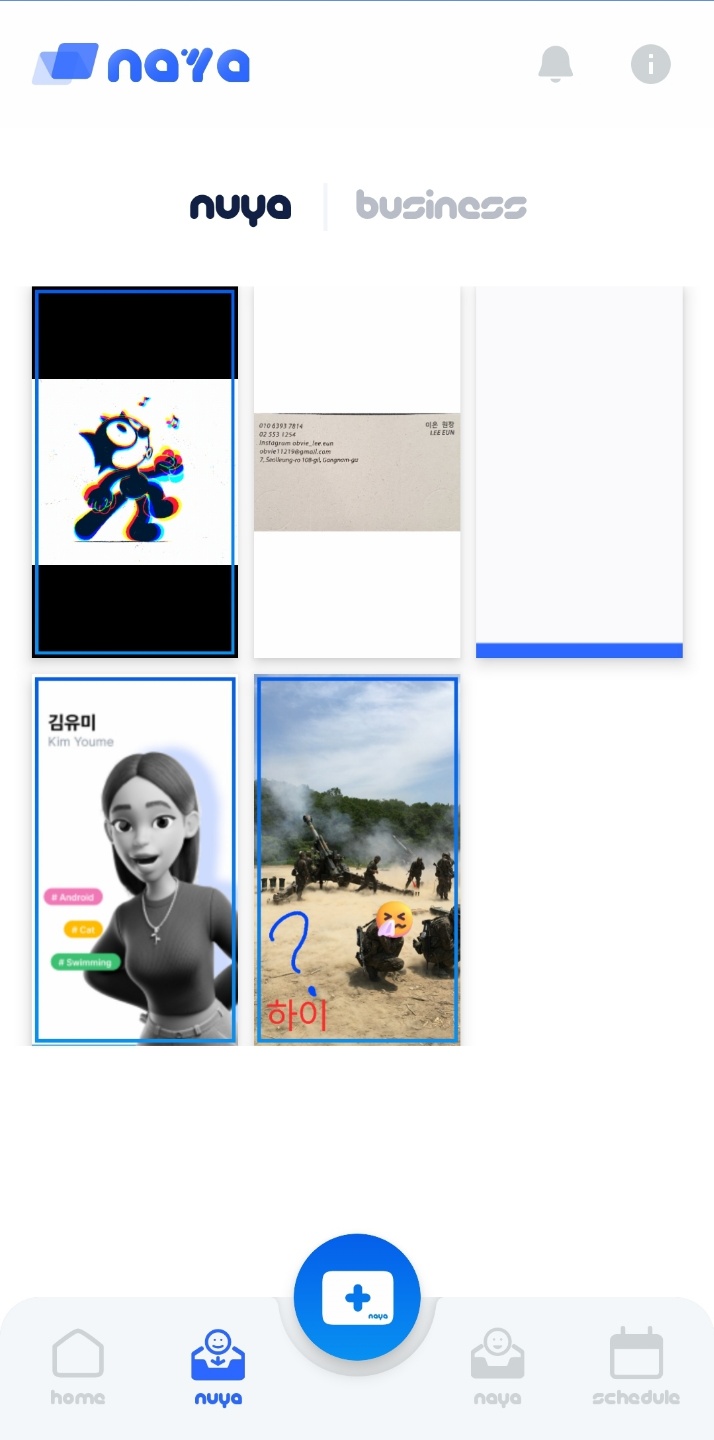 naya
nuya
business
010 6393 7814
02 553 1254
Instagram obvie_lee eun
obvie11219@gmail.com
7, Seolleung-ro 108-gil, Gangnam-gu
이은 원장
LEE EUN
김유미
Kim Youme
# Android
# Cat
# Swimming
?
하이
naya
home
nuya
naya
schedule